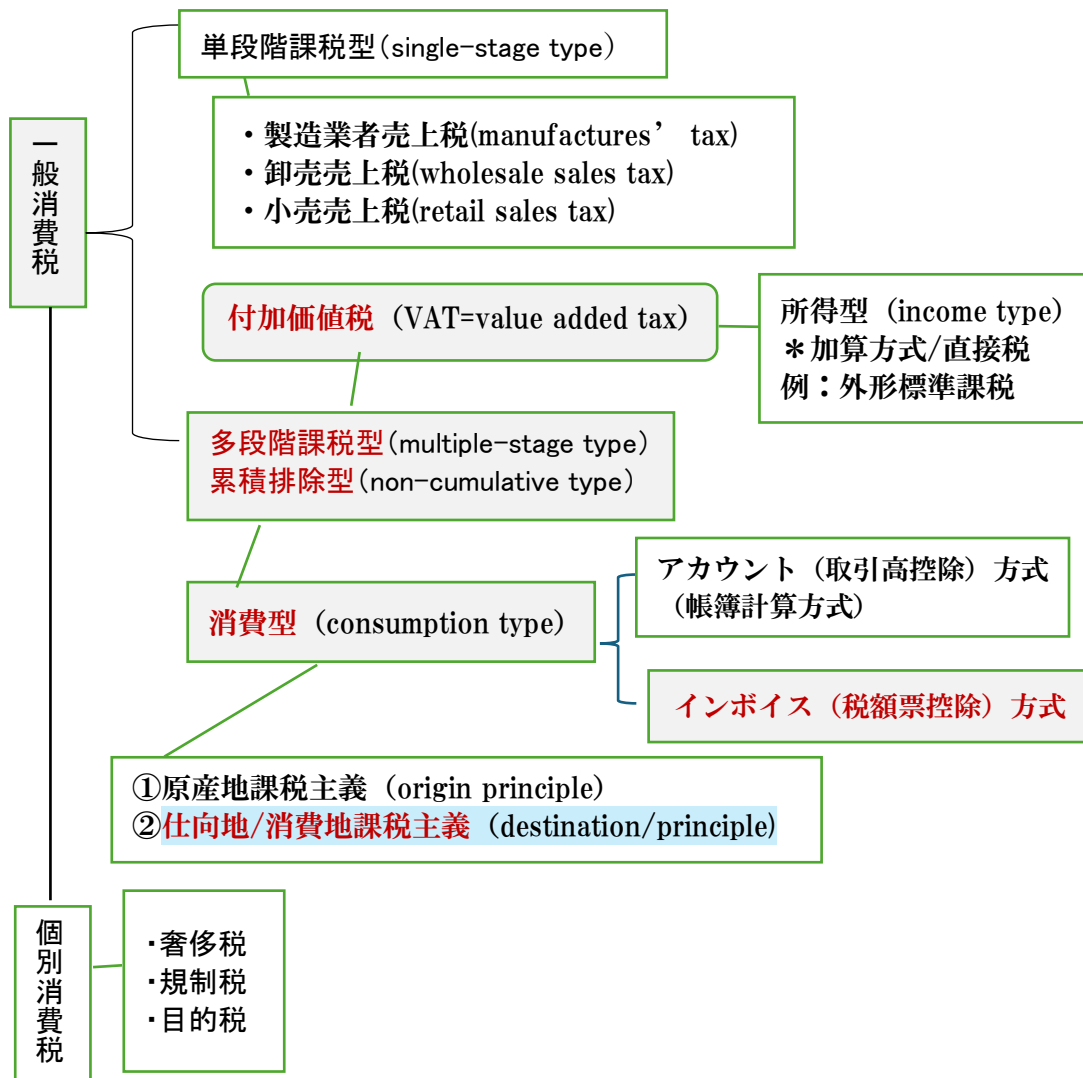 単段階課税型（single-stage type）
・製造業者売上税(manufactures’ tax)
・卸売売上税(wholesale sales tax)
・小売売上税(retail sales tax)
一般消費税
付加価値税（VAT=value added tax）
所得型（income type）
＊加算方式/直接税
例：外形標準課税
多段階課税型（multiple-stage type）
累積排除型（non-cumulative type）
消費型（consumption type）
アカウント（取引高控除）方式
（帳簿計算方式）
インボイス（税額票控除）方式
①原産地課税主義（origin principle）
②仕向地/消費地課税主義（destination/principle）
個別消費税
・奢侈税
・規制税
・目的税